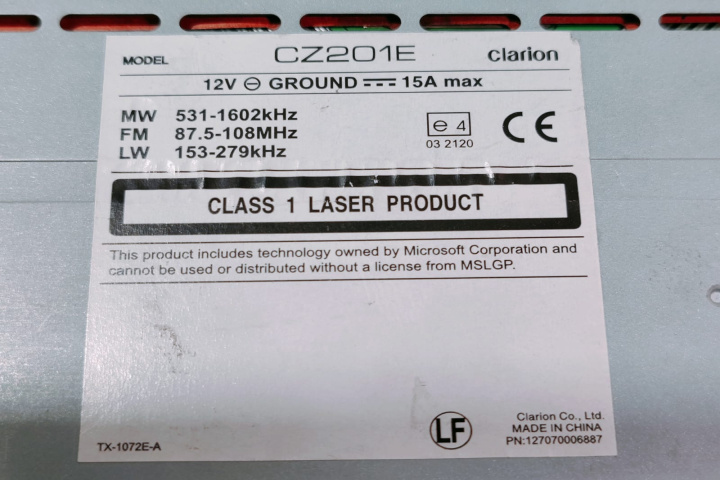 MODEL CZ201E clarion
12V ⊖ GROUND ⎓ 15A max
MW 531-1602kHz
FM 87.5-108MHz
LW 153-279kHz
e 4
03 2120
CE
CLASS 1 LASER PRODUCT
This product includes technology owned by Microsoft Corporation and
cannot be used or distributed without a license from MSLGP.
LF
Clarion Co., Ltd.
MADE IN CHINA
PN:127070006887
TX-1072E-A